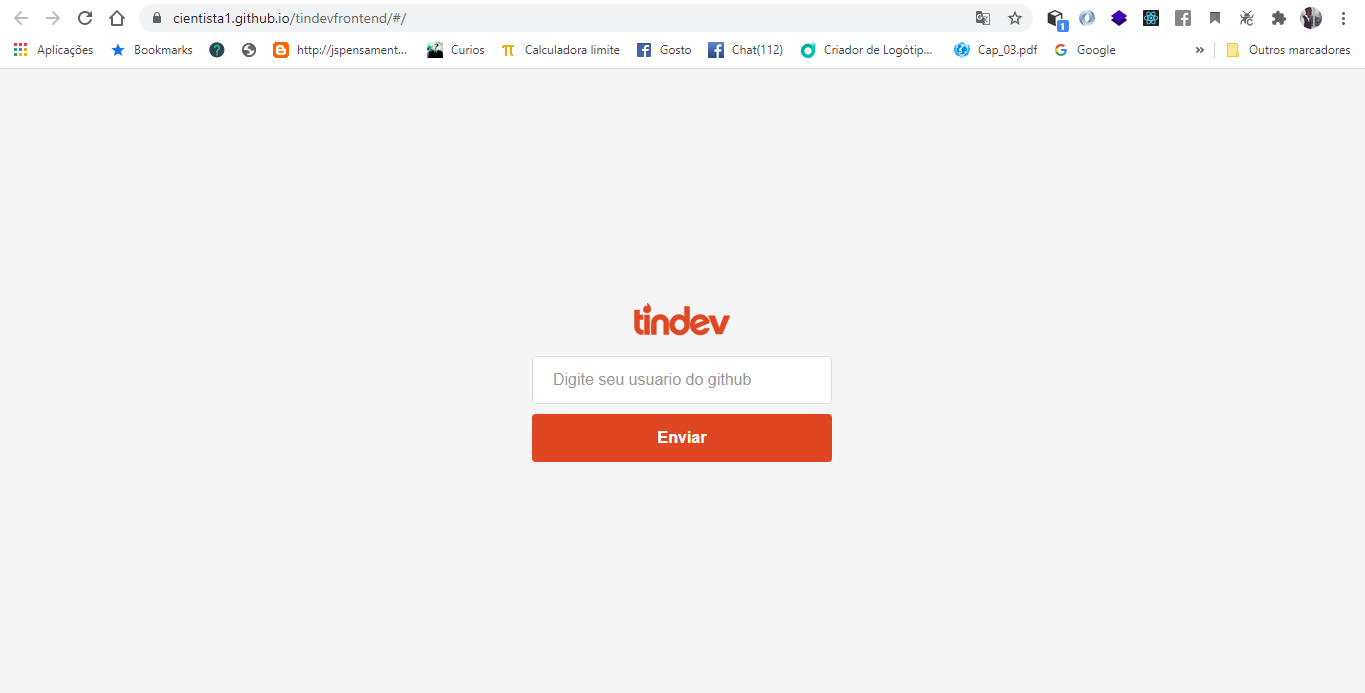 cientista1.github.io/tindevfrontend/#/
1
Aplicações
Bookmarks
http://jspensament...
Curios
Calculadora limite
Gosto
Chat(112)
Criador de Logótip...
Cap_03.pdf
Google
»
Outros marcadores
tindev
Digite seu usuario do github
Enviar